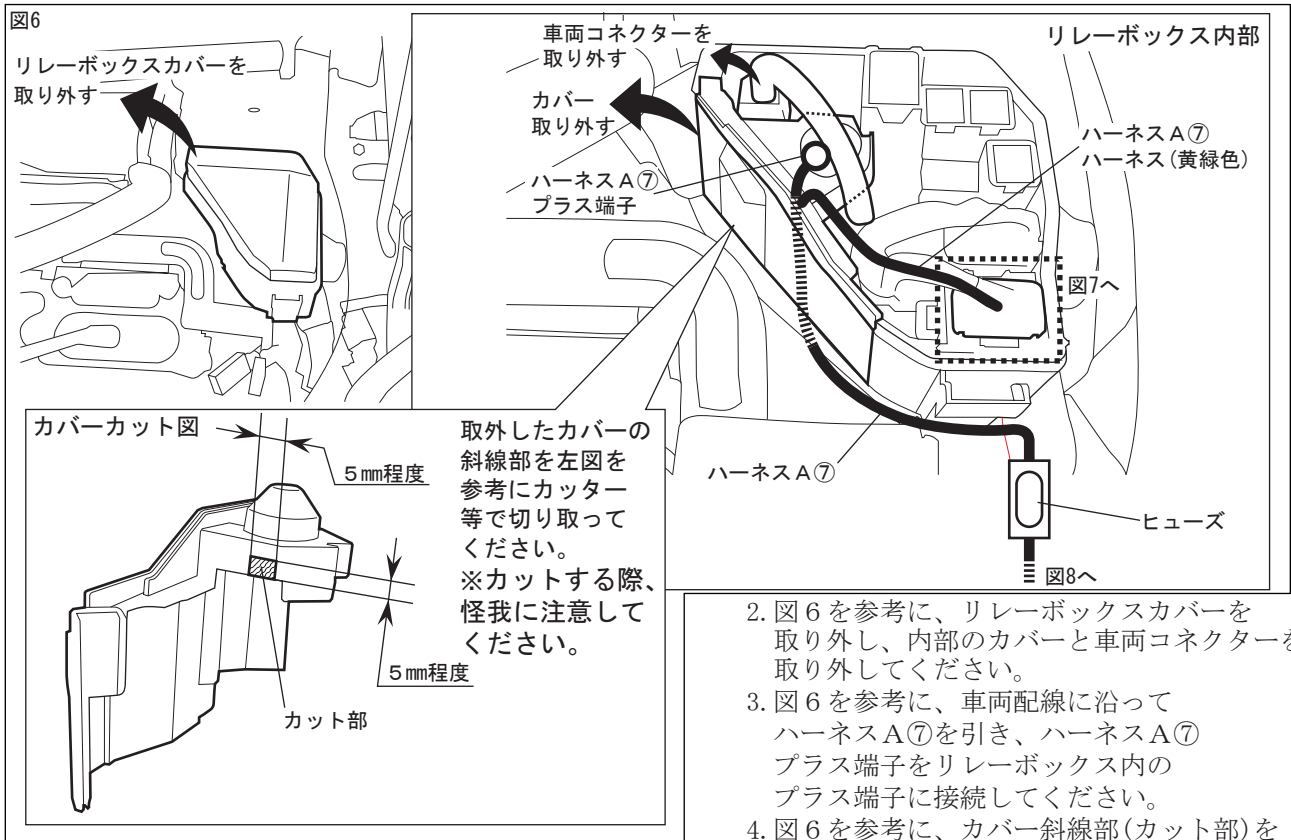 図6
リレーボックスカバーを
取り外す
車両コネクターを
取り外す
リレーボックス内部
カバー
取り外す
ハーネスA⑦
プラス端子
ハーネスA⑦
ハーネス(黄緑色)
図7へ
ハーネスA⑦
ヒューズ
図8へ
カバーカット図
5㎜程度
5㎜程度
カット部
取外したカバーの
斜線部を左図を
参考にカッター
等で切り取って
ください。
※カットする際、
怪我に注意して
ください。
2. 図6を参考に、リレーボックスカバーを
取り外し、内部のカバーと車両コネクターを
取り外してください。
3. 図6を参考に、車両配線に沿って
ハーネスA⑦を引き、ハーネスA⑦
プラス端子をリレーボックス内の
プラス端子に接続してください。
4. 図6を参考に、カバー斜線部(カット部)を